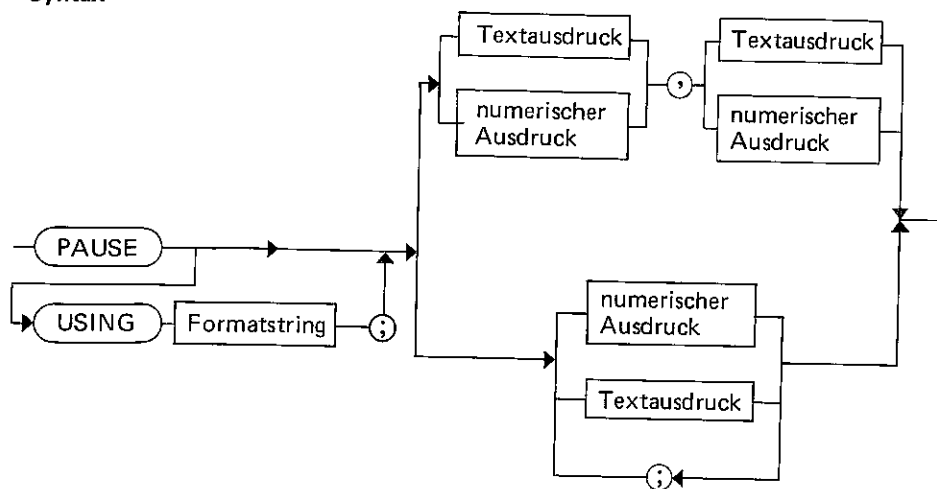 Syntax
Textausdruck
numerischer
Ausdruck
,
Textausdruck
numerischer
Ausdruck
PAUSE
USING
Formatstring
;
numerischer
Ausdruck
Textausdruck
;